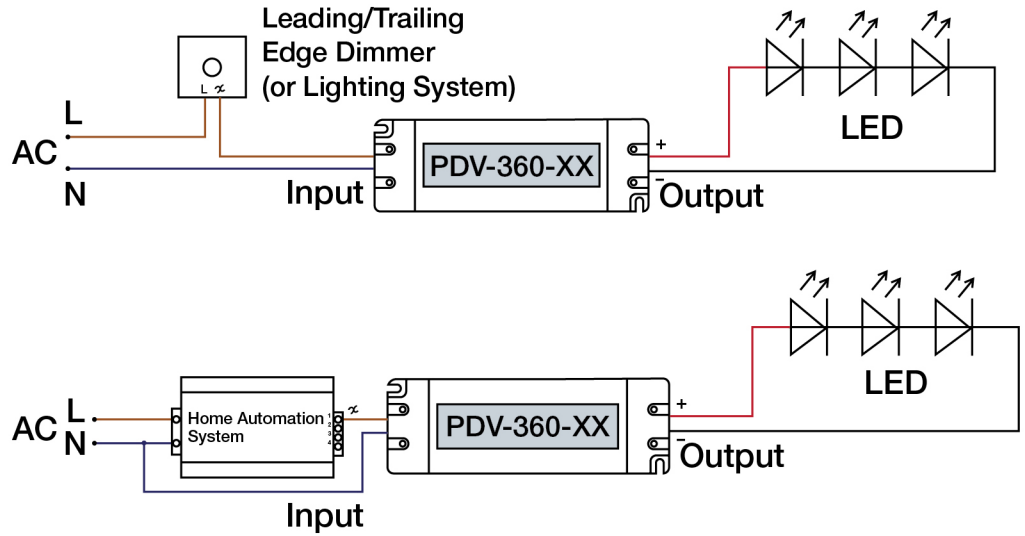 Leading/Trailing
Edge Dimmer
(or Lighting System)
L
L
AC
N
Input
PDV-360-XX
+
-
Output
LED
L
AC
N
Home Automation
System
1
2
3
4
Input
PDV-360-XX
+
-
Output
LED